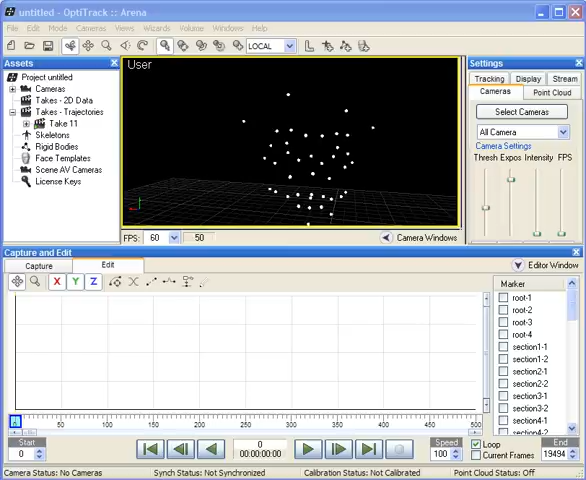 untitled - OptiTrack :: Arena
File Edit Mode Cameras Views Wizards Volume Windows Help
LOCAL
Assets
Project untitled
Cameras
Takes - 2D Data
Takes - Trajectories
Take 11
Skeletons
Rigid Bodies
Face Templates
Scene AV Cameras
License Keys
User
FPS: 60 50
Camera Windows
Settings
Tracking Display Stream
Cameras Point Cloud
Select Cameras
All Camera
Camera Settings
Thresh Expos Intensity FPS
Capture and Edit
Capture Edit
Editor Window
X Y Z
Marker
root-1
root-2
root-3
root-4
section1-1
section1-2
section2-1
section2-2
section3-1
section3-2
section4-1
section4-2
50 100 150 200 250 300 350 400 450 500
Start
0
0
00:00:00:00
Speed
100
Loop
Current Frames
End
19494
Camera Status: No Cameras Synch Status: Not Synchronized Calibration Status: Not Calibrated Point Cloud Status: Off